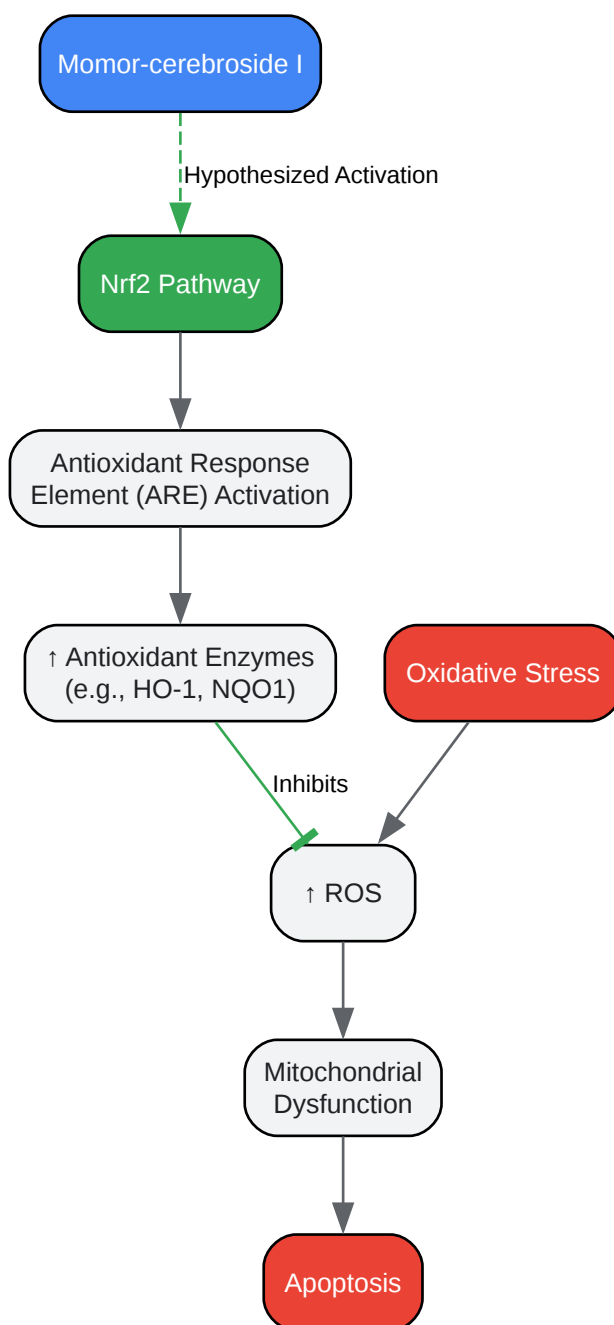 Momor-cerebroside I
Hypothesized Activation
Nrf2 Pathway
Antioxidant Response
Element (ARE) Activation
↑ Antioxidant Enzymes
(e.g., HO-1, NQO1)
Oxidative Stress
Inhibits
↑ ROS
Mitochondrial
Dysfunction
Apoptosis